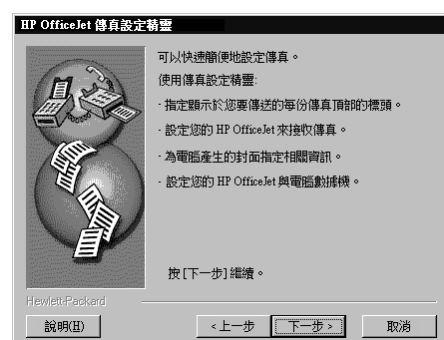 HP OfficeJet 傳真設定精靈
可以快速簡便地設定傳真。
使用傳真設定精靈:
· 指定顯示於您要傳送的每份傳真頂部的標頭。
· 設定您的 HP OfficeJet 來接收傳真。
· 為電腦產生的封面指定相關資訊。
· 設定您的 HP OfficeJet 與電腦數據機。
按 [下一步] 繼續。
Hewlett-Packard
說明(H)
<上一步
下一步>
取消